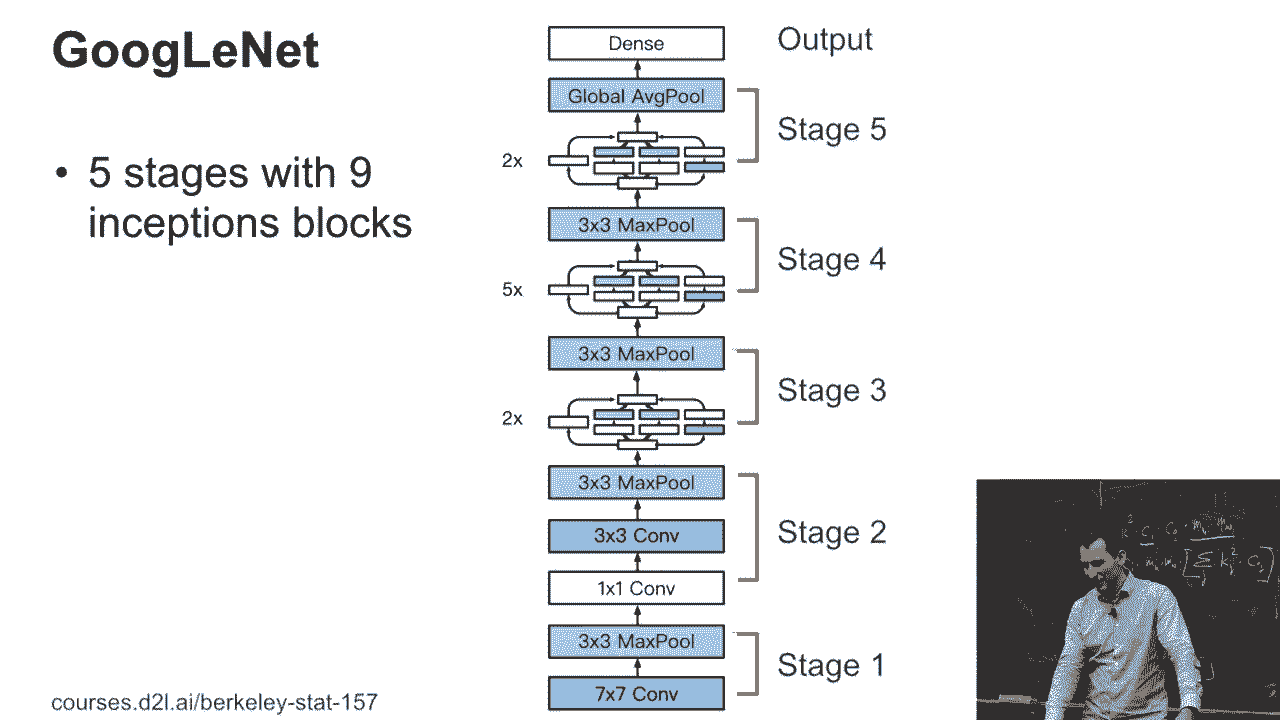 GoogLeNet
• 5 stages with 9
inceptions blocks
Dense
Output
Global AvgPool
Stage 5
2x
3x3 MaxPool
Stage 4
5x
3x3 MaxPool
Stage 3
2x
3x3 MaxPool
3x3 Conv
Stage 2
1x1 Conv
3x3 MaxPool
Stage 1
7x7 Conv
courses.d2l.ai/berkeley-stat-157